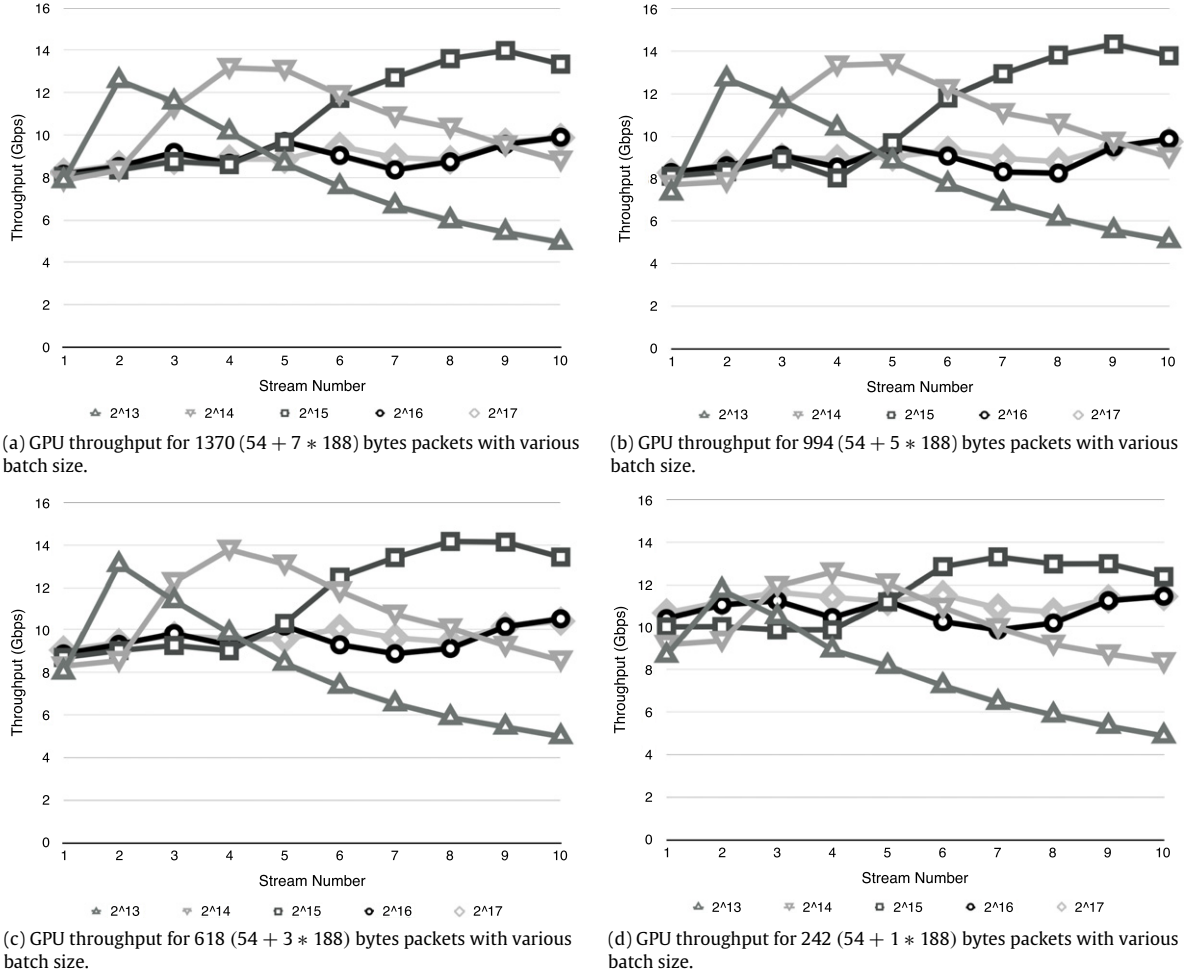 16
14
12
10
8
6
4
2
0
Throughput (Gbps)
1 2 3 4 5 6 7 8 9 10
Stream Number
2^13 2^14 2^15 2^16 2^17
(a) GPU throughput for 1370 (54 + 7 ∗ 188) bytes packets with various
batch size.
16
14
12
10
8
6
4
2
0
Throughput (Gbps)
1 2 3 4 5 6 7 8 9 10
Stream Number
2^13 2^14 2^15 2^16 2^17
(b) GPU throughput for 994 (54 + 5 ∗ 188) bytes packets with various
batch size.
16
14
12
10
8
6
4
2
0
Throughput (Gbps)
1 2 3 4 5 6 7 8 9 10
Stream Number
2^13 2^14 2^15 2^16 2^17
(c) GPU throughput for 618 (54 + 3 ∗ 188) bytes packets with various
batch size.
16
14
12
10
8
6
4
2
0
Throughput (Gbps)
1 2 3 4 5 6 7 8 9 10
Stream Number
2^13 2^14 2^15 2^16 2^17
(d) GPU throughput for 242 (54 + 1 ∗ 188) bytes packets with various
batch size.